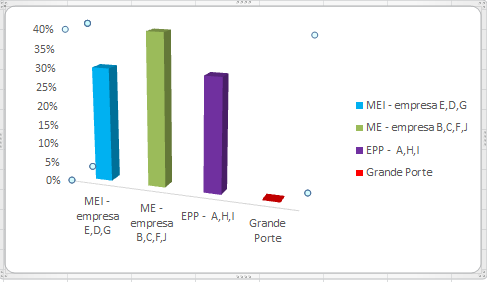 40%
35%
30%
25%
20%
15%
10%
5%
0%
MEI -
empresa
E,D,G
ME -
empresa
B,C,F,J
EPP - A,H,I
Grande
Porte
MEI - empresa E,D,G
ME - empresa B,C,F,J
EPP - A,H,I
Grande Porte